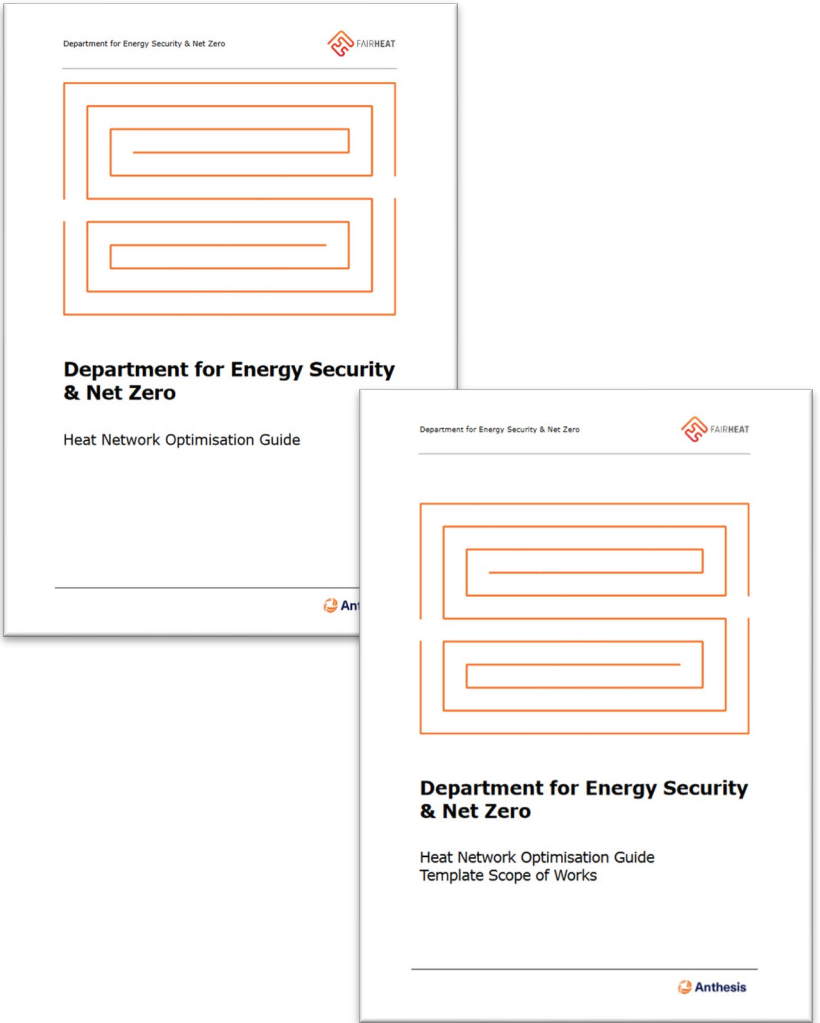 Department for Energy Security & Net Zero
FAIRHEAT
Department for Energy Security
& Net Zero
Heat Network Optimisation Guide
Department for Energy Security & Net Zero
FAIRHEAT
Department for Energy Security
& Net Zero
Heat Network Optimisation Guide
Template Scope of Works
Anthesis